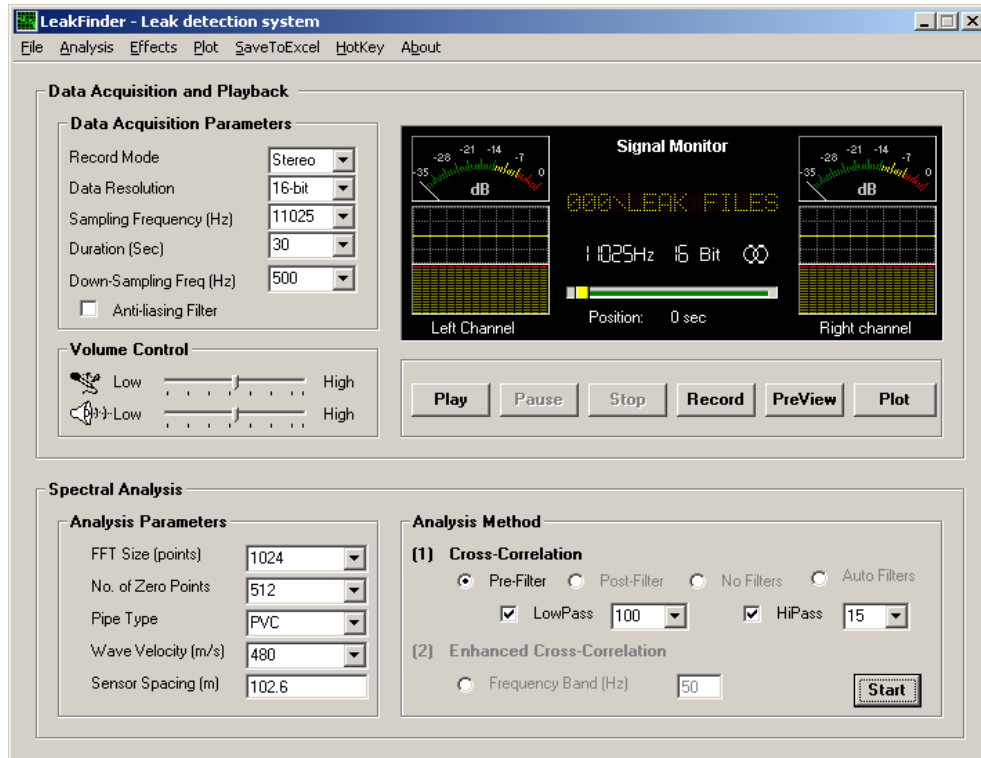 LeakFinder - Leak detection system
File Analysis Effects Plot SaveToExcel HotKey About
Data Acquisition and Playback
Data Acquisition Parameters
Record Mode Stereo
Data Resolution 16-bit
Sampling Frequency (Hz) 11025
Duration (Sec) 30
Down-Sampling Freq (Hz) 500
Anti-liasing Filter
Volume Control
Low High
Low High
Signal Monitor
-35 -28 -21 -14 -7 0
dB
-35 -28 -21 -14 -7 0
dB
000\LEAK FILES
11025Hz 16 Bit
Position: 0 sec
Left Channel
Right channel
Play Pause Stop Record PreView Plot
Spectral Analysis
Analysis Parameters
FFT Size (points) 1024
No. of Zero Points 512
Pipe Type PVC
Wave Velocity (m/s) 480
Sensor Spacing (m) 102.6
Analysis Method
(1) Cross-Correlation
Pre-Filter Post-Filter No Filters Auto Filters
LowPass 100 HiPass 15
(2) Enhanced Cross-Correlation
Frequency Band (Hz) 50
Start